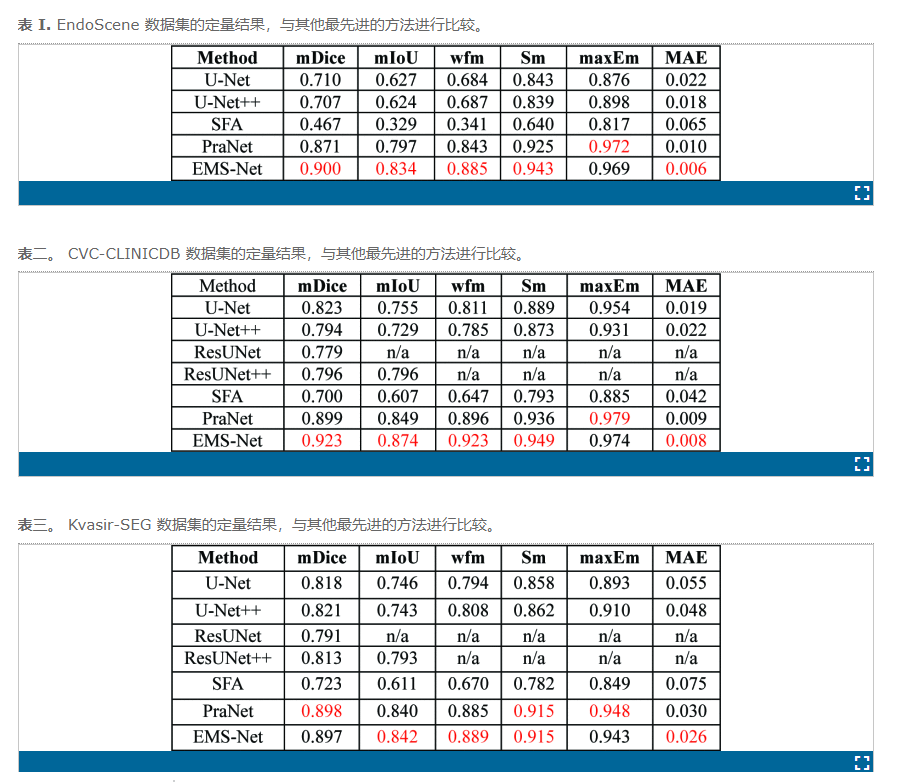 表 I. EndoScene 数据集的定量结果，与其他最先进的方法进行比较。
Method mDice mIoU wfm Sm maxEm MAE
U-Net 0.710 0.627 0.684 0.843 0.876 0.022
U-Net++ 0.707 0.624 0.687 0.839 0.898 0.018
SFA 0.467 0.329 0.341 0.640 0.817 0.065
PraNet 0.871 0.797 0.843 0.925 0.972 0.010
EMS-Net 0.900 0.834 0.885 0.943 0.969 0.006
表二。 CVC-CLINICDB 数据集的定量结果，与其他最先进的方法进行比较。
Method mDice mIoU wfm Sm maxEm MAE
U-Net 0.823 0.755 0.811 0.889 0.954 0.019
U-Net++ 0.794 0.729 0.785 0.873 0.931 0.022
ResUNet 0.779 n/a n/a n/a n/a n/a
ResUNet++ 0.796 0.796 n/a n/a n/a n/a
SFA 0.700 0.607 0.647 0.793 0.885 0.042
PraNet 0.899 0.849 0.896 0.936 0.979 0.009
EMS-Net 0.923 0.874 0.923 0.949 0.974 0.008
表三。 Kvasir-SEG 数据集的定量结果，与其他最先进的方法进行比较。
Method mDice mIoU wfm Sm maxEm MAE
U-Net 0.818 0.746 0.794 0.858 0.893 0.055
U-Net++ 0.821 0.743 0.808 0.862 0.910 0.048
ResUNet 0.791 n/a n/a n/a n/a n/a
ResUNet++ 0.813 0.793 n/a n/a n/a n/a
SFA 0.723 0.611 0.670 0.782 0.849 0.075
PraNet 0.898 0.840 0.885 0.915 0.948 0.030
EMS-Net 0.897 0.842 0.889 0.915 0.943 0.026